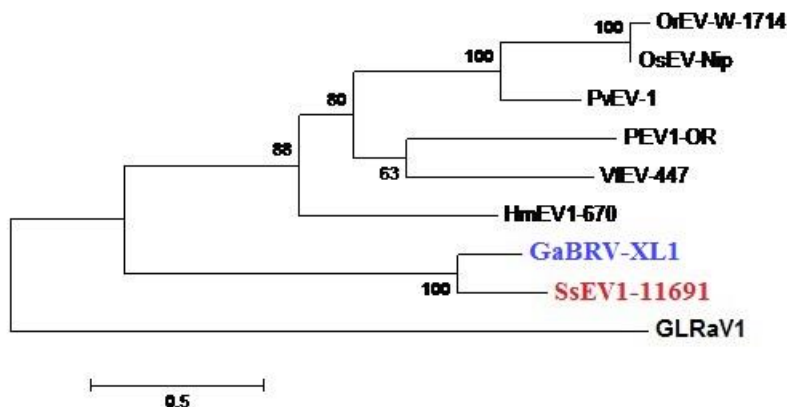 100
OrEV-W-1714
OsEV-Nip
100
PvEV-1
80
PEV1-OR
63
VfEV-447
88
HmEV1-670
GaBRV-XL1
100
SsEV1-11691
GLRaV1
0.5